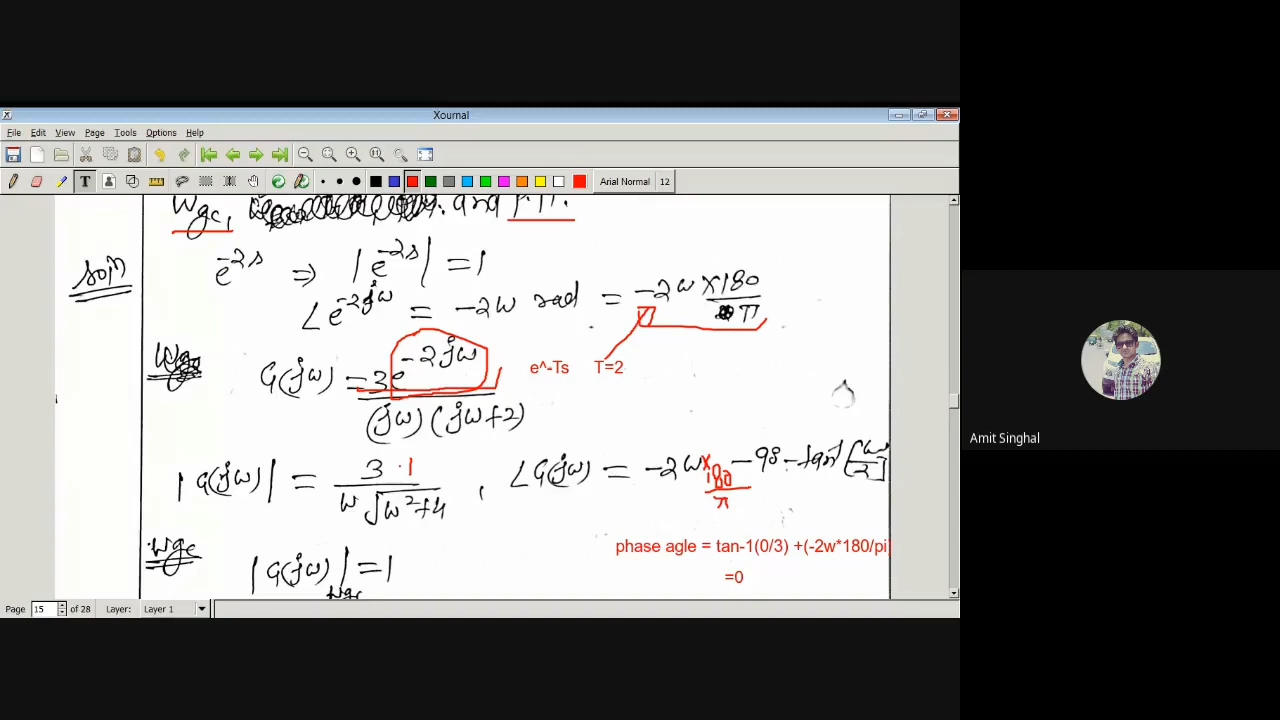 Xournal
File Edit View Page Tools Options Help
Arial Normal 12
Wgc, and P.M.
Soln
e^-2s ⇒ |e^-2s| = 1
∠e^-2jω = -2ω rad = -2ω × 180/π
G(jω) = 3e^-2jω / (jω)(jω+2)
e^-Ts T=2
|G(jω)| = 3·1 / ω√ω²+4 , ∠G(jω) = -2ω × 180/π - 90 - tan⁻¹[ω/2]
phase agle = tan-1(0/3) +(-2w*180/pi)
=0
Wgc
|G(jω)|ωgc = 1
Amit Singhal
Page 15 of 28 Layer: Layer 1